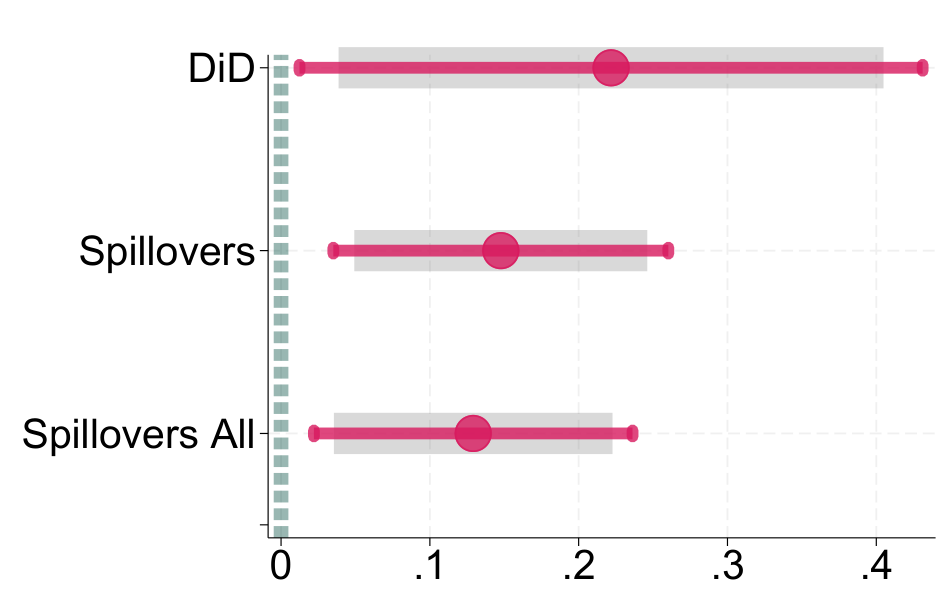 DiD
Spillovers
Spillovers All
0 .1 .2 .3 .4